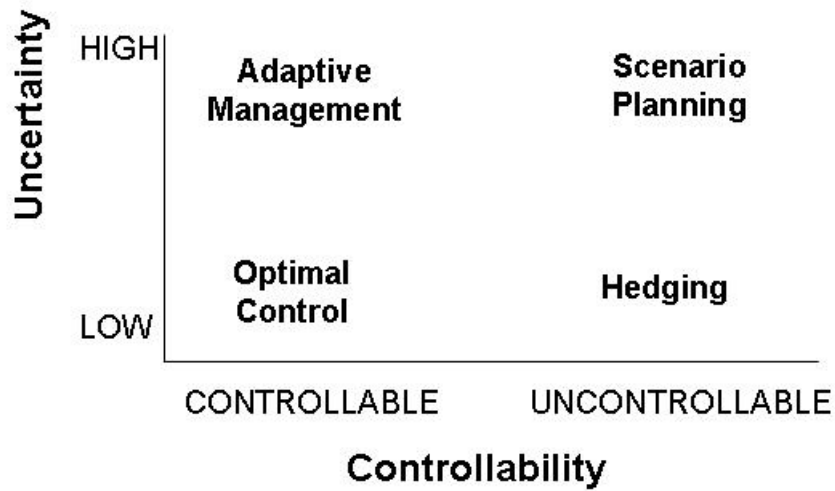 Uncertainty
HIGH
Adaptive
Management
Scenario
Planning
Optimal
Control
Hedging
LOW
CONTROLLABLE
UNCONTROLLABLE
Controllability